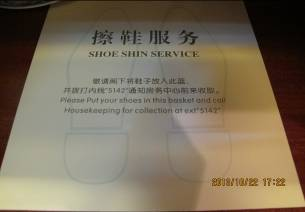 擦鞋服务
SHOE SHIN SERVICE
敬请阁下将鞋子放入此篮,
并拨打内线"5142"通知房务中心前来收取。
Please Put your shoes in this basket and call
Housekeeping for collection at ext"5142"
2019/10/22 17:22